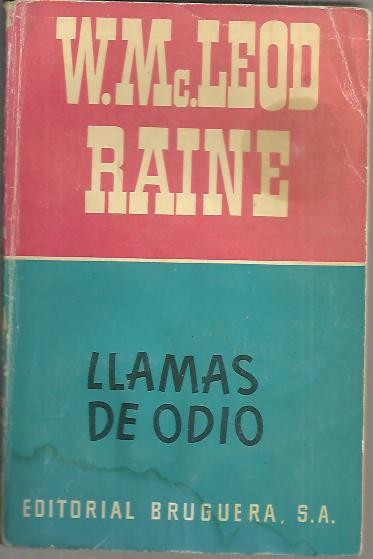 W. Mc. LEOD
RAINE
LLAMAS
DE ODIO
EDITORIAL BRUGUERA, S.A.